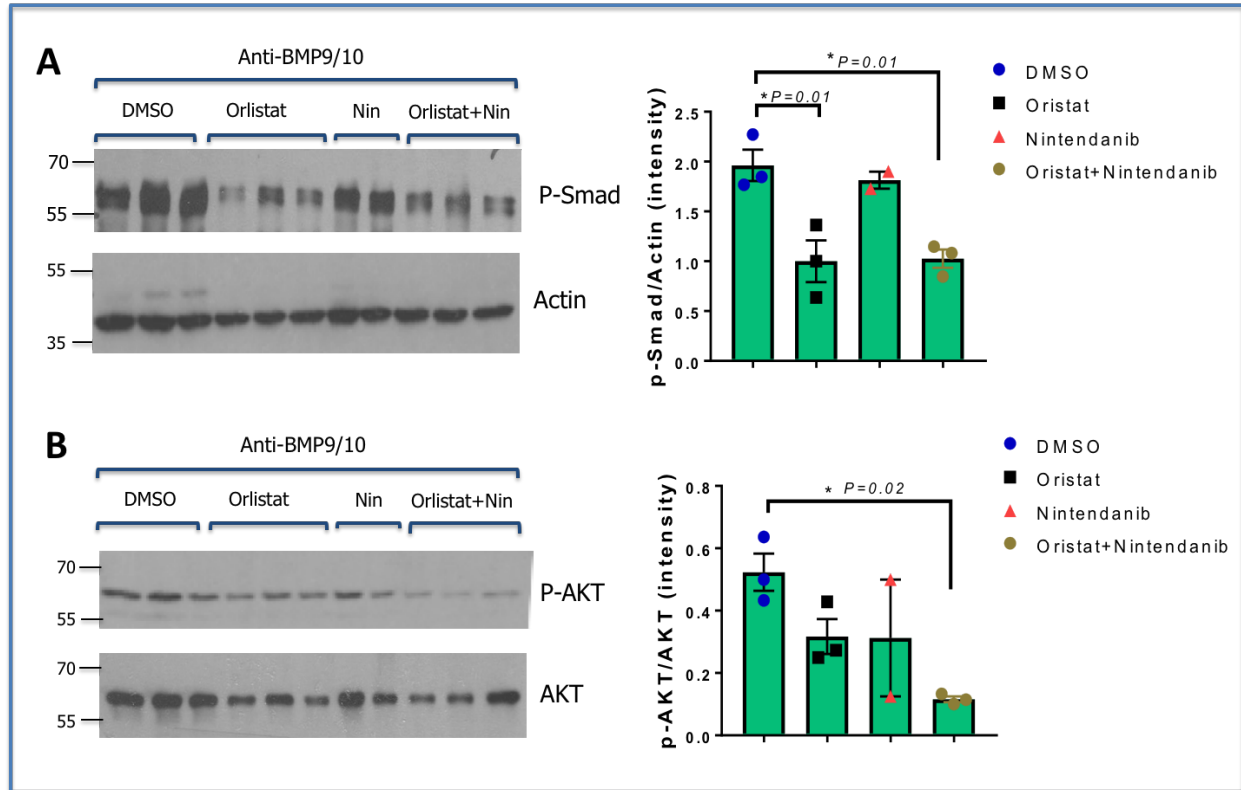 A
Anti-BMP9/10
DMSO Orlistat Nin Orlistat+Nin
70
55
P-Smad
55
35
Actin
p-Smad/Actin (intensity)
2.5
2.0
1.5
1.0
0.5
0.0
* P=0.01
* P=0.01
DMSO
Oristat
Nintendanib
Oristat+Nintendanib
B
Anti-BMP9/10
DMSO Orlistat Nin Orlistat+Nin
70
55
P-AKT
70
55
AKT
p-AKT/AKT (intensity)
0.8
0.6
0.4
0.2
0.0
* P=0.02
DMSO
Oristat
Nintendanib
Oristat+Nintendanib